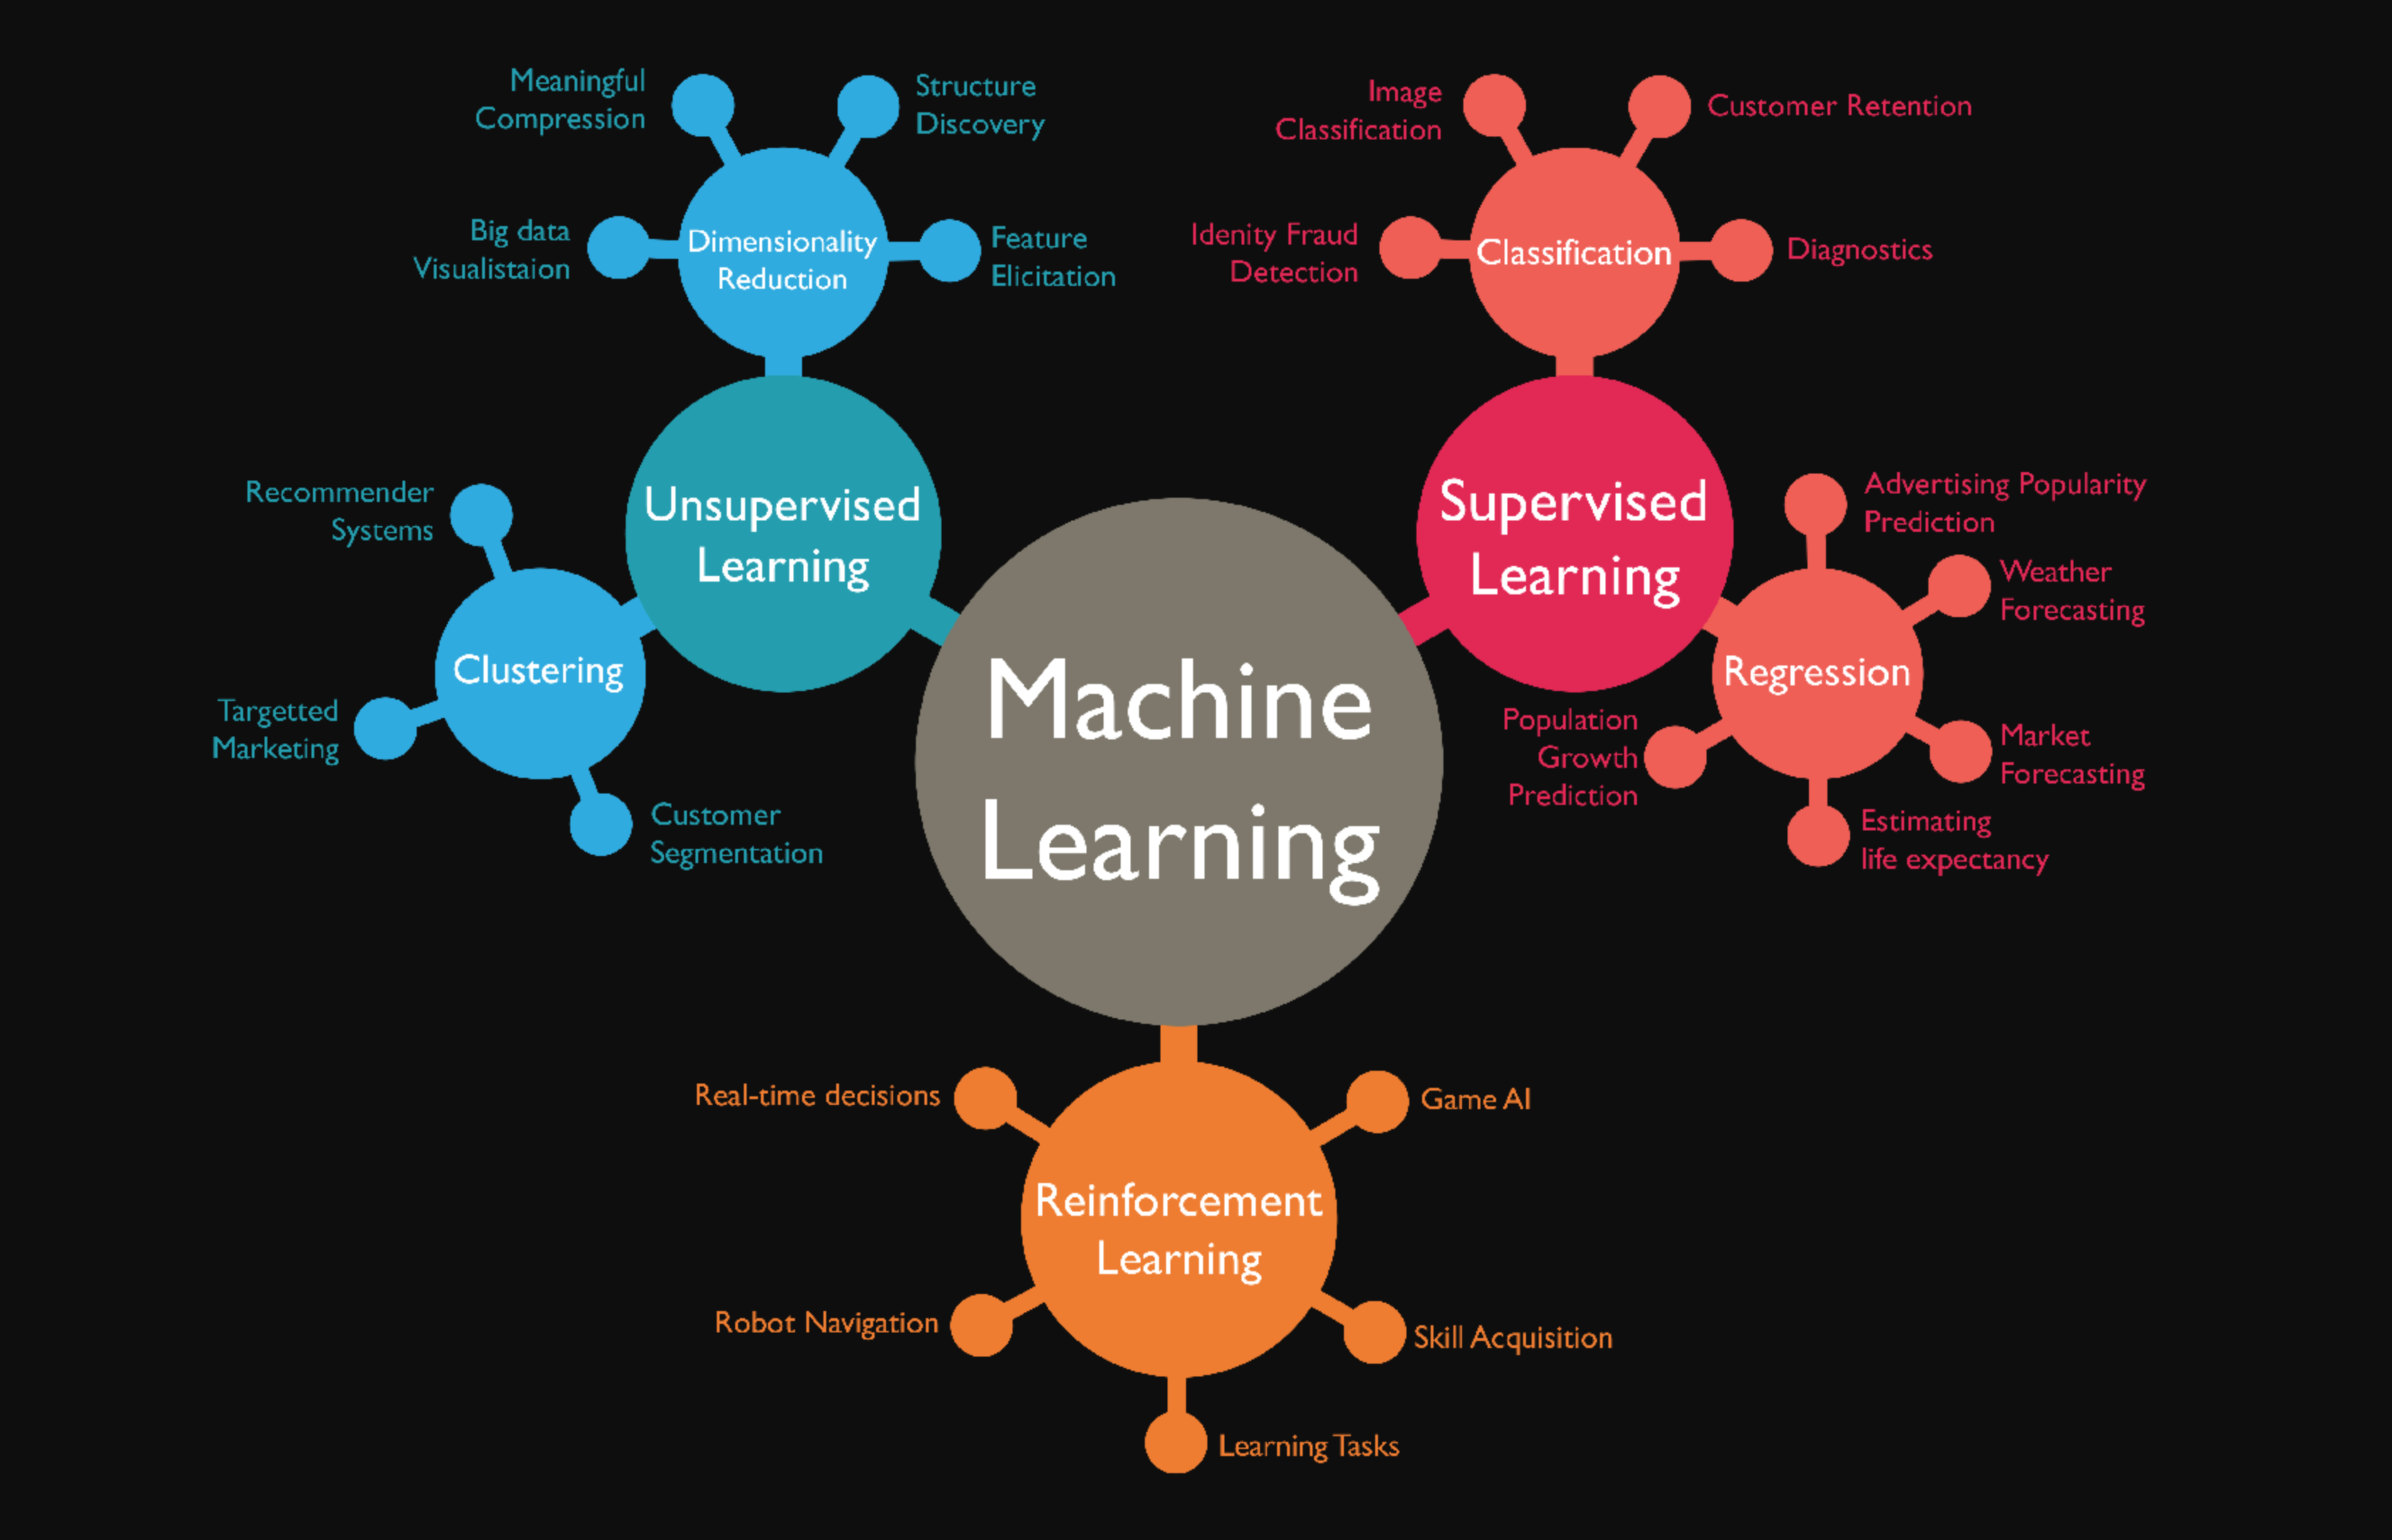 Meaningful
Compression
Structure
Discovery
Big data
Visualistaion
Dimensionality
Reduction
Feature
Elicitation
Image
Classification
Customer Retention
Idenity Fraud
Detection
Classification
Diagnostics
Recommender
Systems
Unsupervised
Learning
Clustering
Targetted
Marketing
Customer
Segmentation
Machine
Learning
Supervised
Learning
Advertising Popularity
Prediction
Weather
Forecasting
Regression
Population
Growth
Prediction
Market
Forecasting
Estimating
life expectancy
Real-time decisions
Game AI
Reinforcement
Learning
Robot Navigation
Skill Acquisition
Learning Tasks